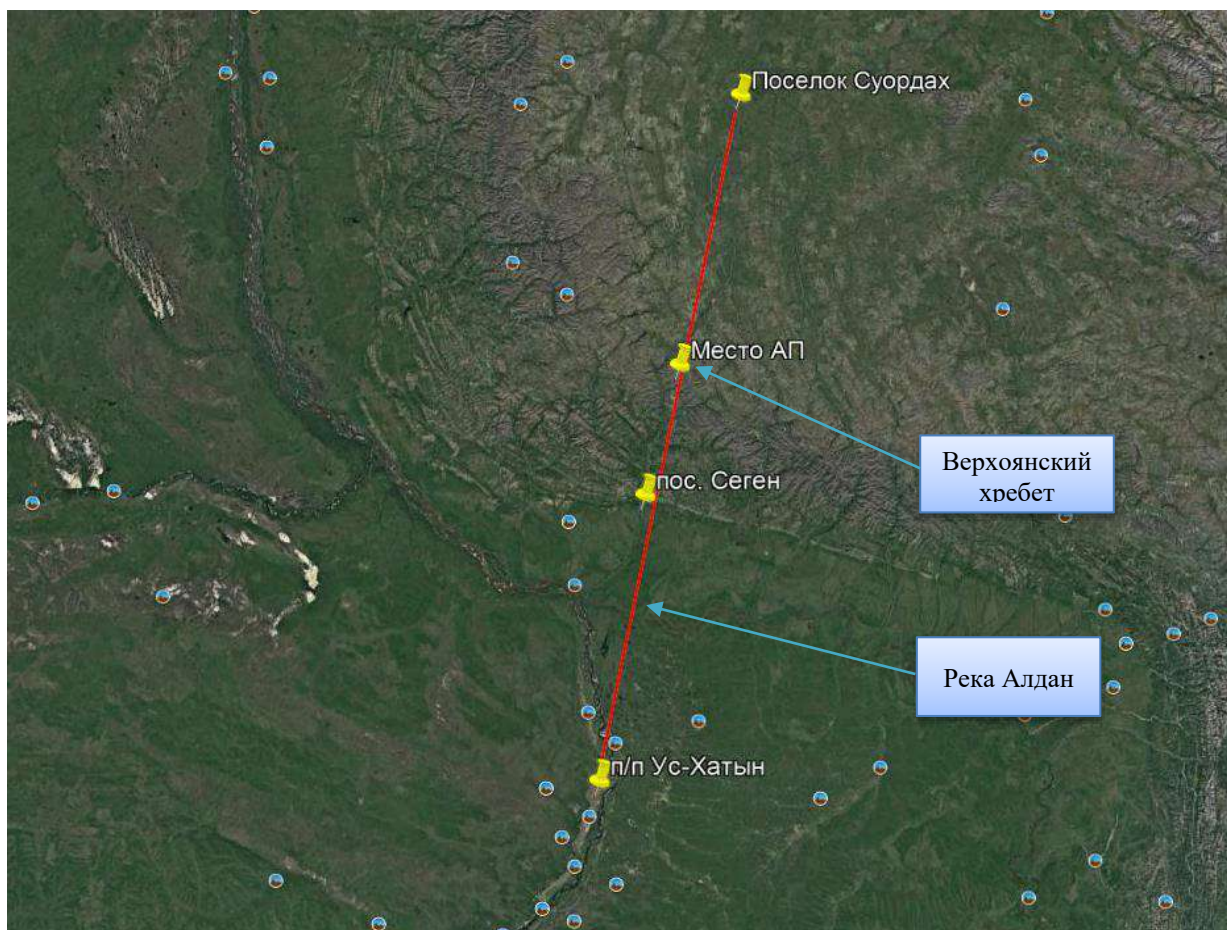 Поселок Суордах
Место АП
Верхоянский
хребет
пос. Сеген
Река Алдан
п/п Ус-Хатын